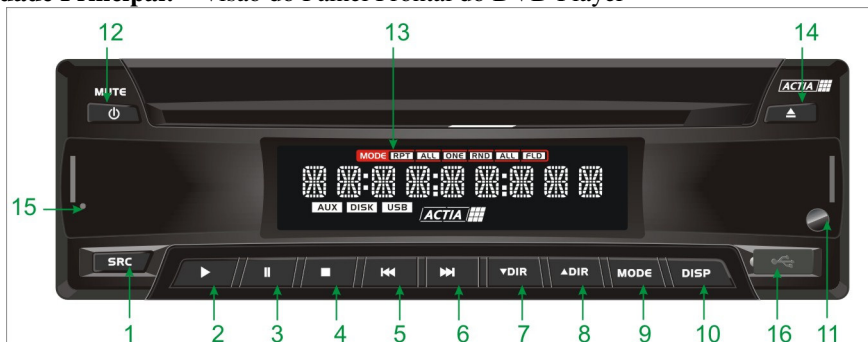 dade Principal: Visão do Painel Frontal do DVD Player
12 13 14
MUTE
ACTIA
MODE RPT ALL ONE RND ALL FLD
AUX DISK USB
ACTIA
15
SRC
DIR DIR MODE DISP
1 2 3 4 5 6 7 8 9 10 16 11